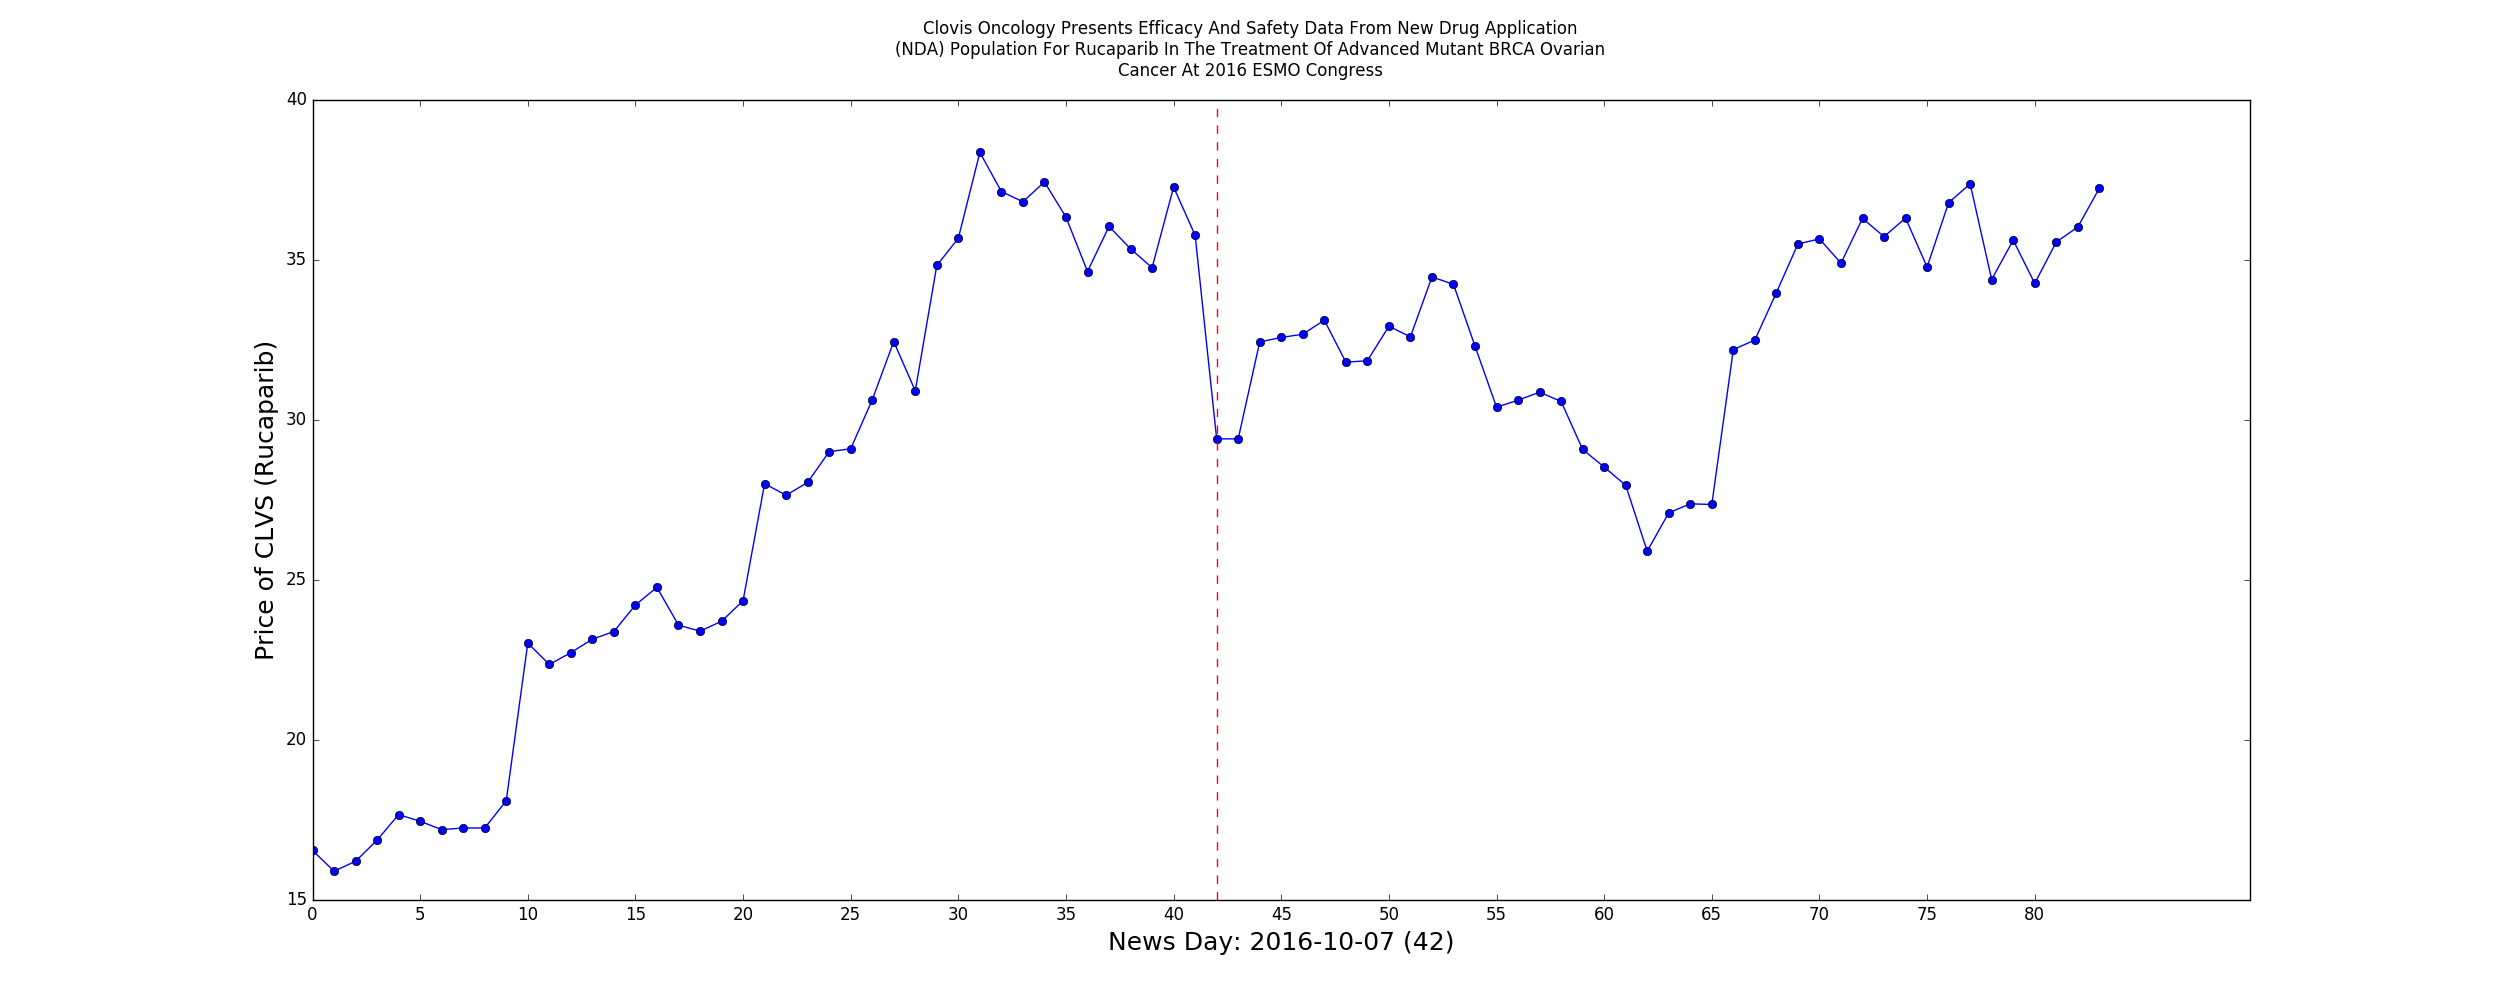 Clovis Oncology Presents Efficacy And Safety Data From New Drug Application
(NDA) Population For Rucaparib In The Treatment Of Advanced Mutant BRCA Ovarian
Cancer At 2016 ESMO Congress
40
35
30
25
20
15
Price of CLVS (Rucaparib)
0 5 10 15 20 25 30 35 40 45 50 55 60 65 70 75 80
News Day: 2016-10-07 (42)